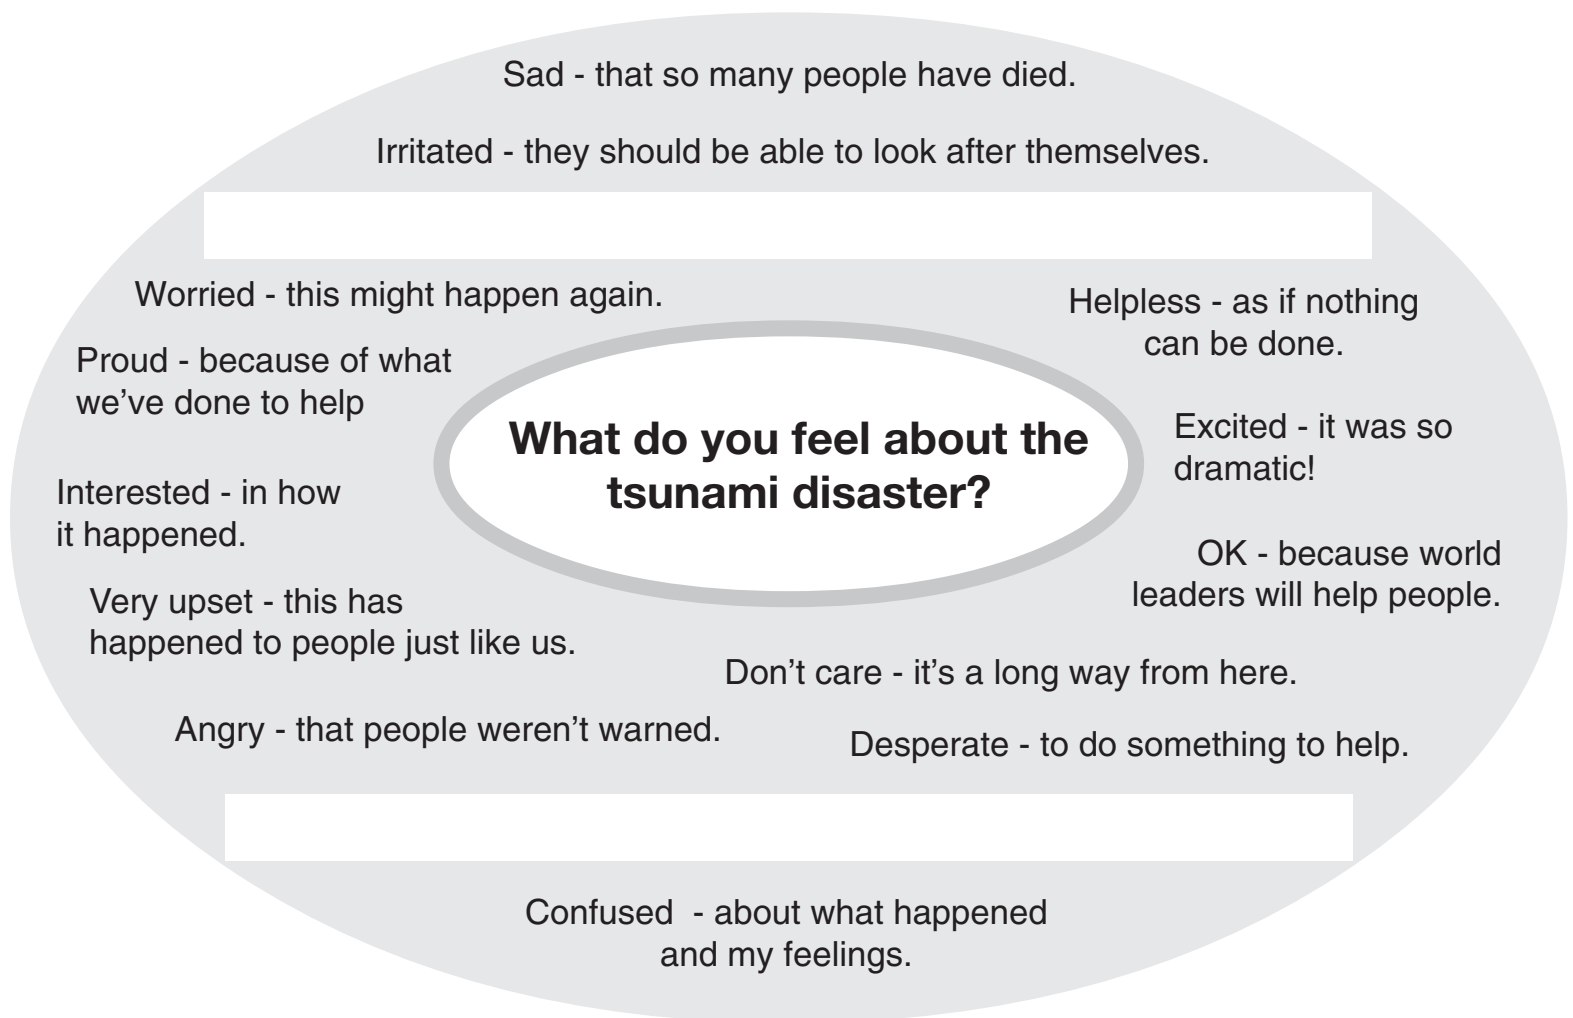 Sad - that so many people have died.
Irritated - they should be able to look after themselves.
Worried - this might happen again.
Helpless - as if nothing
can be done.
Proud - because of what
we’ve done to help
What do you feel about the
tsunami disaster?
Excited - it was so
dramatic!
Interested - in how
it happened.
OK - because world
leaders will help people.
Very upset - this has
happened to people just like us.
Don’t care - it’s a long way from here.
Angry - that people weren’t warned.
Desperate - to do something to help.
Confused  - about what happened
and my feelings.